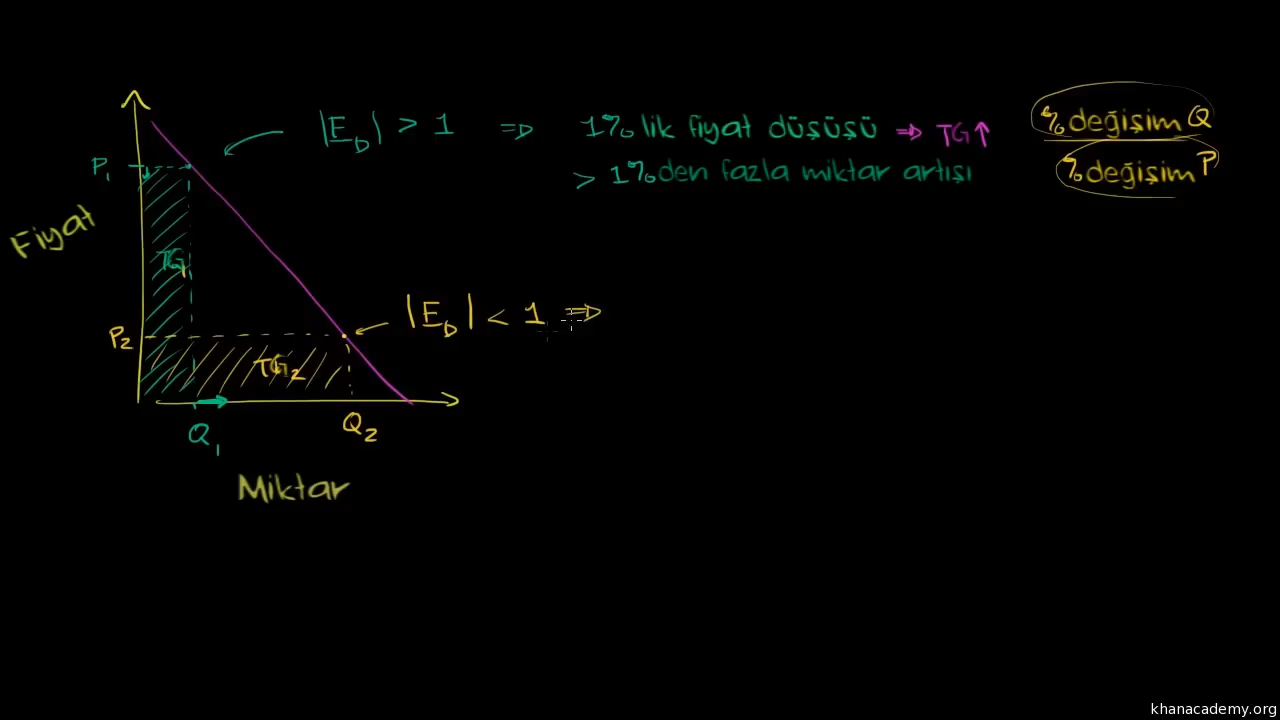 |E_D| > 1 ⇒ 1% lik fiyat düşüşü ⇒ TG↑
> 1% den fazla miktar artışı
% değişim Q
% değişim P
P₁
Fiyat
TG₁
|E_D| < 1 ⇒
P₂
TG₂
Q₁
Q₂
Miktar
khanacademy.org